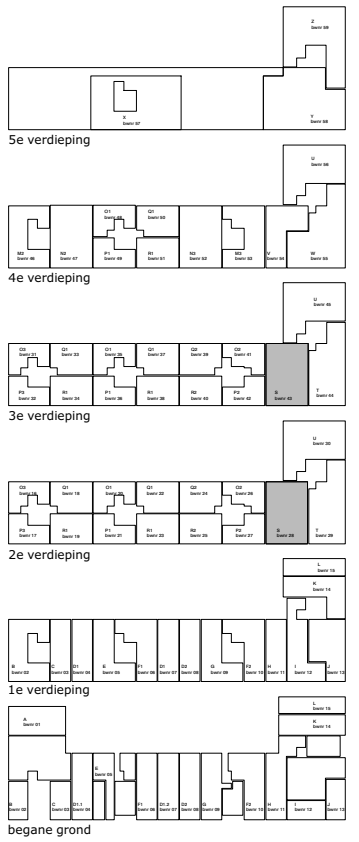 Z
bwnr 59
X
bwnr 57
Y
bwnr 58
5e verdieping
U
bwnr 56
O1
bwnr 48
Q1
bwnr 50
M2
bwnr 46
N2
bwnr 47
P1
bwnr 49
R1
bwnr 51
N3
bwnr 52
M3
bwnr 53
V
bwnr 54
W
bwnr 55
4e verdieping
U
bwnr 45
O3
bwnr 31
Q1
bwnr 33
O1
bwnr 35
Q1
bwnr 37
Q2
bwnr 39
O2
bwnr 41
P3
bwnr 32
R1
bwnr 34
P1
bwnr 36
R1
bwnr 38
R2
bwnr 40
P2
bwnr 42
S
bwnr 43
T
bwnr 44
3e verdieping
U
bwnr 30
O3
bwnr 16
Q1
bwnr 18
O1
bwnr 20
Q1
bwnr 22
Q2
bwnr 24
O2
bwnr 26
P3
bwnr 17
R1
bwnr 19
P1
bwnr 21
R1
bwnr 23
R2
bwnr 25
P2
bwnr 27
S
bwnr 28
T
bwnr 29
2e verdieping
L
bwnr 15
K
bwnr 14
B
bwnr 02
C
bwnr 03
D1
bwnr 04
E
bwnr 05
F1
bwnr 06
D1
bwnr 07
D2
bwnr 08
G
bwnr 09
F2
bwnr 10
H
bwnr 11
I
bwnr 12
J
bwnr 13
1e verdieping
L
bwnr 15
A
bwnr 01
K
bwnr 14
E
bwnr 05
B
bwnr 02
C
bwnr 03
D1.1
bwnr 04
F1
bwnr 06
D1.2
bwnr 07
D2
bwnr 08
G
bwnr 09
F2
bwnr 10
H
bwnr 11
I
bwnr 12
J
bwnr 13
begane grond